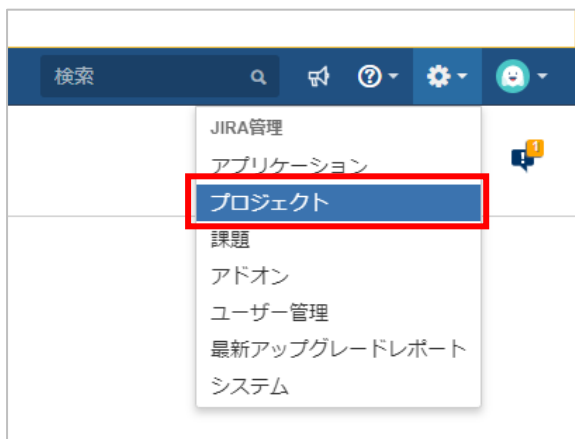 検索
JIRA管理
アプリケーション
プロジェクト
課題
アドオン
ユーザー管理
最新アップグレードレポート
システム
1